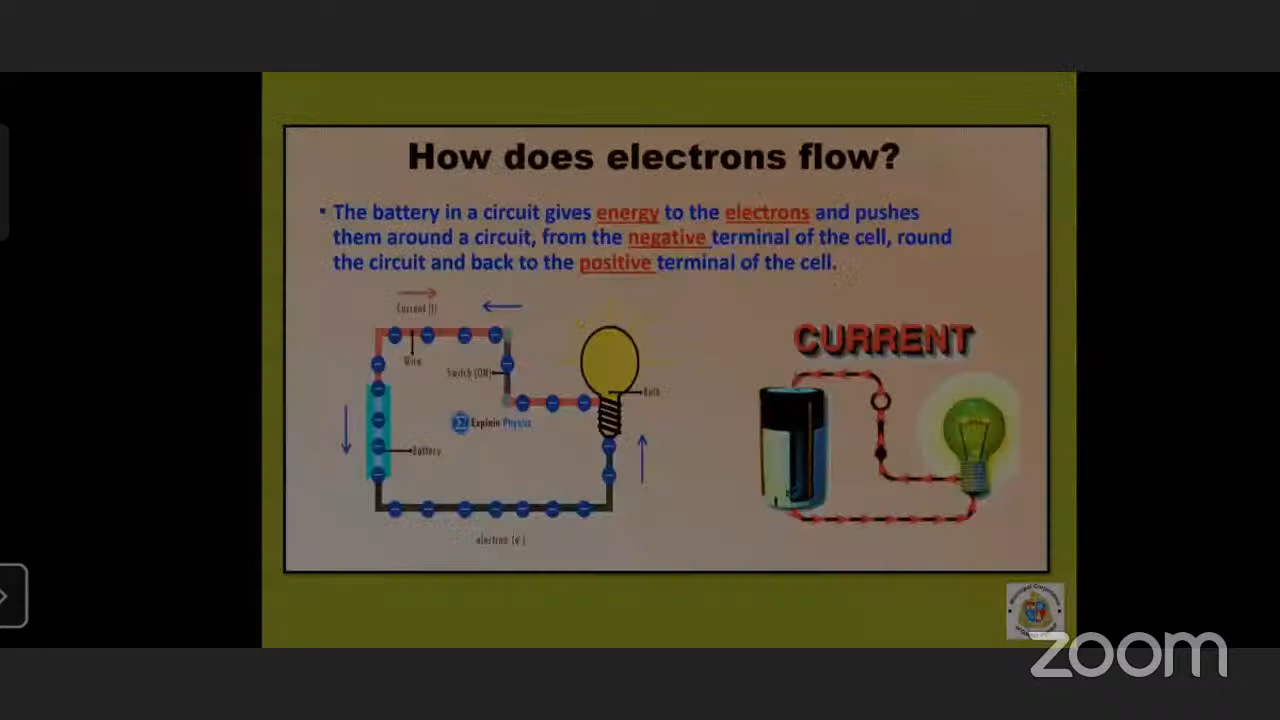 How does electrons flow?
The battery in a circuit gives energy to the electrons and pushes
them around a circuit, from the negative terminal of the cell, round
the circuit and back to the positive terminal of the cell.
Current (I)
Wire
Switch (ON)
Bulb
Explain Physics
Battery
electron (e⁻)
CURRENT
Municipal Corporation
zoom